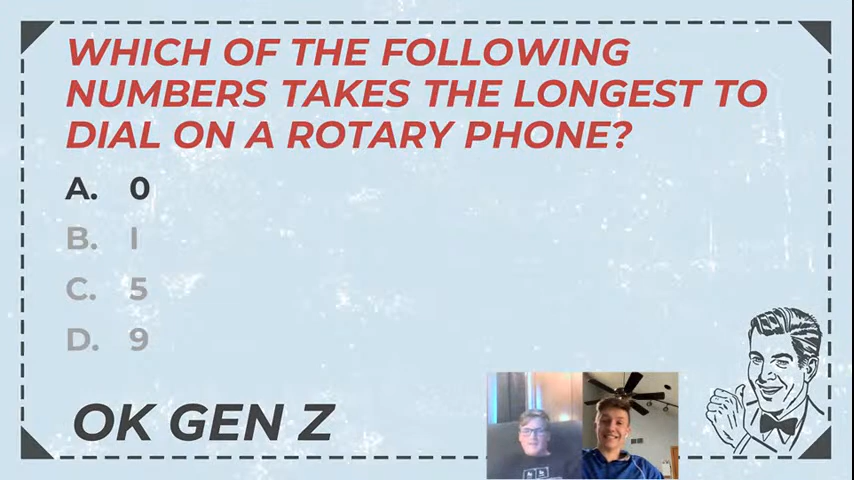 WHICH OF THE FOLLOWING
NUMBERS TAKES THE LONGEST TO
DIAL ON A ROTARY PHONE?
A. 0
B. 1
C. 5
D. 9
OK GEN Z